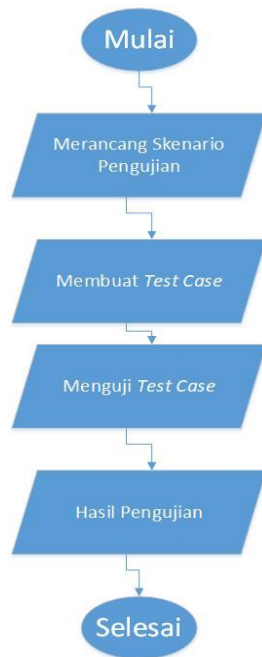 Mulai
Merancang Skenario
Pengujian
Membuat Test Case
Menguji Test Case
Hasil Pengujian
Selesai